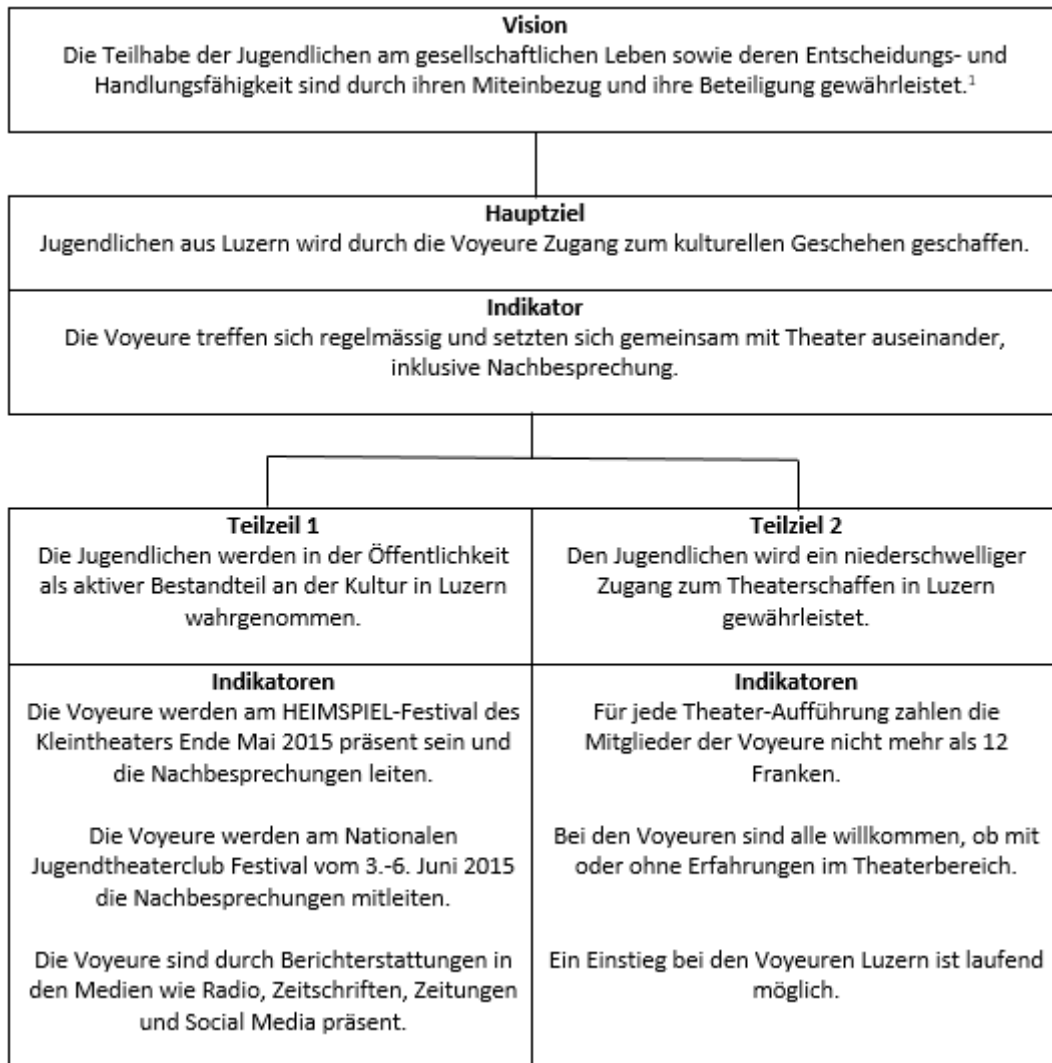 Vision
Die Teilhabe der Jugendlichen am gesellschaftlichen Leben sowie deren Entscheidungs- und
Handlungsfähigkeit sind durch ihren Miteinbezug und ihre Beteiligung gewährleistet.¹
Hauptziel
Jugendlichen aus Luzern wird durch die Voyeure Zugang zum kulturellen Geschehen geschaffen.
Indikator
Die Voyeure treffen sich regelmässig und setzten sich gemeinsam mit Theater auseinander,
inklusive Nachbesprechung.
Teilzeil 1
Die Jugendlichen werden in der Öffentlichkeit
als aktiver Bestandteil an der Kultur in Luzern
wahrgenommen.
Teilziel 2
Den Jugendlichen wird ein niederschwelliger
Zugang zum Theaterschaffen in Luzern
gewährleistet.
Indikatoren
Die Voyeure werden am HEIMSPIEL-Festival des
Kleintheaters Ende Mai 2015 präsent sein und
die Nachbesprechungen leiten.
Die Voyeure werden am Nationalen
Jugendtheaterclub Festival vom 3.-6. Juni 2015
die Nachbesprechungen mitleiten.
Die Voyeure sind durch Berichterstattungen in
den Medien wie Radio, Zeitschriften, Zeitungen
und Social Media präsent.
Indikatoren
Für jede Theater-Aufführung zahlen die
Mitglieder der Voyeure nicht mehr als 12
Franken.
Bei den Voyeuren sind alle willkommen, ob mit
oder ohne Erfahrungen im Theaterbereich.
Ein Einstieg bei den Voyeuren Luzern ist laufend
möglich.